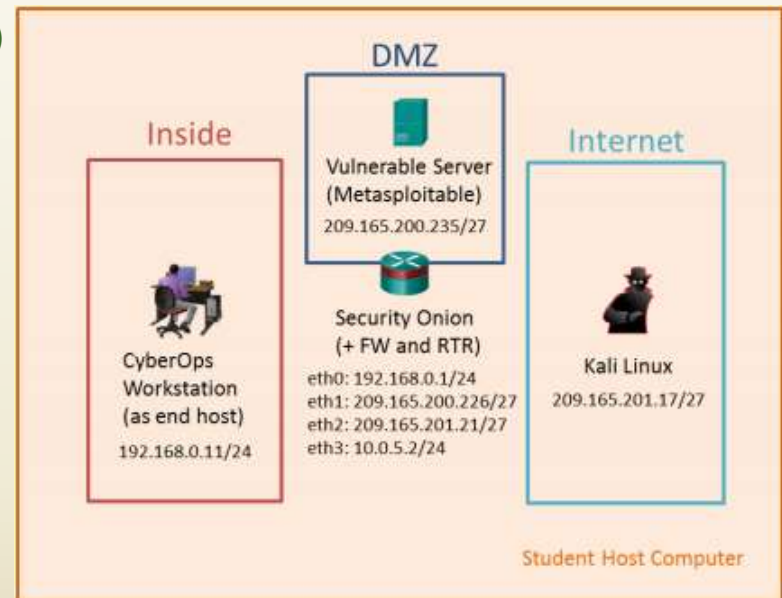 DMZ
Inside
Internet
Vulnerable Server
(Metasploitable)
209.165.200.235/27
CyberOps
Workstation
(as end host)
192.168.0.11/24
Security Onion
(+ FW and RTR)
eth0: 192.168.0.1/24
eth1: 209.165.200.226/27
eth2: 209.165.201.21/27
eth3: 10.0.5.2/24
Kali Linux
209.165.201.17/27
Student Host Computer